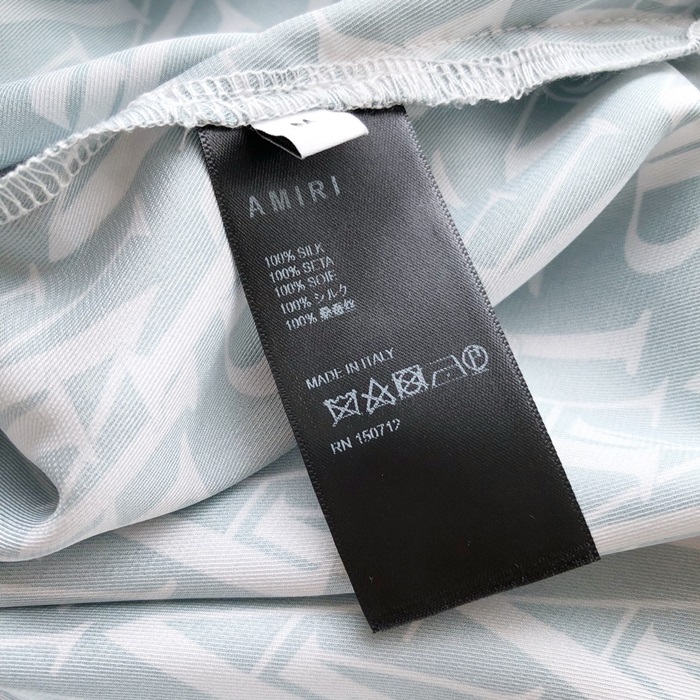 M
AMIRI
100% SILK
100% SETA
100% SOIE
100% シルク
100% 桑蚕丝
MADE IN ITALY
P
RN 150712